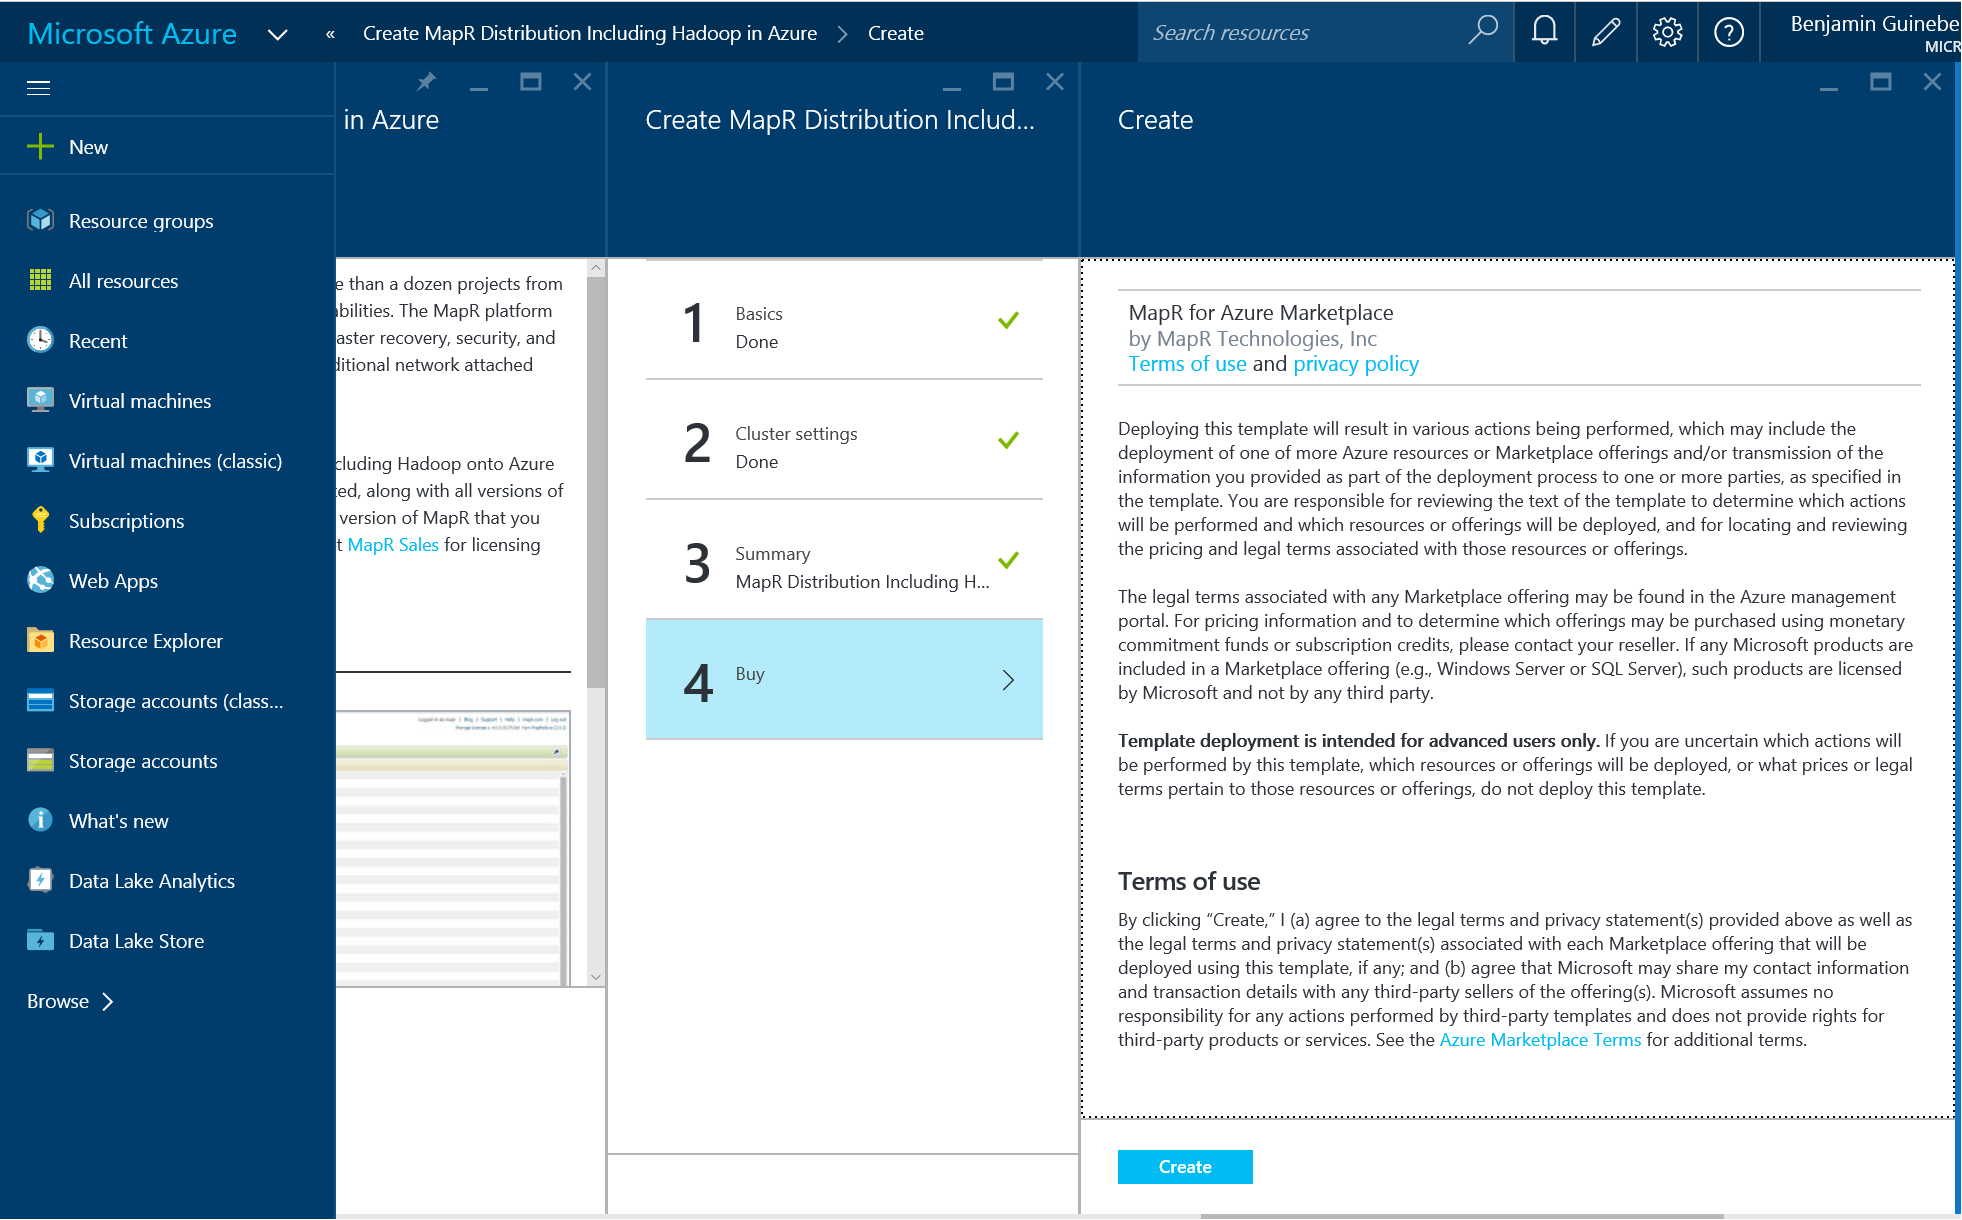 Microsoft Azure
«
Create MapR Distribution Including Hadoop in Azure
Create
Search resources
Benjamin Guinebe
MICR
New
Resource groups
All resources
Recent
Virtual machines
Virtual machines (classic)
Subscriptions
Web Apps
Resource Explorer
Storage accounts (class...
Storage accounts
What's new
Data Lake Analytics
Data Lake Store
Browse
in Azure
e than a dozen projects from
abilities. The MapR platform
aster recovery, security, and
ditional network attached
cluding Hadoop onto Azure
ted, along with all versions of
version of MapR that you
t MapR Sales for licensing
Create MapR Distribution Includ...
1
Basics
Done
2
Cluster settings
Done
3
Summary
MapR Distribution Including H...
4
Buy
Create
MapR for Azure Marketplace
by MapR Technologies, Inc
Terms of use and privacy policy
Deploying this template will result in various actions being performed, which may include the
deployment of one of more Azure resources or Marketplace offerings and/or transmission of the
information you provided as part of the deployment process to one or more parties, as specified in
the template. You are responsible for reviewing the text of the template to determine which actions
will be performed and which resources or offerings will be deployed, and for locating and reviewing
the pricing and legal terms associated with those resources or offerings.
The legal terms associated with any Marketplace offering may be found in the Azure management
portal. For pricing information and to determine which offerings may be purchased using monetary
commitment funds or subscription credits, please contact your reseller. If any Microsoft products are
included in a Marketplace offering (e.g., Windows Server or SQL Server), such products are licensed
by Microsoft and not by any third party.
Template deployment is intended for advanced users only. If you are uncertain which actions will
be performed by this template, which resources or offerings will be deployed, or what prices or legal
terms pertain to those resources or offerings, do not deploy this template.
Terms of use
By clicking “Create,” I (a) agree to the legal terms and privacy statement(s) provided above as well as
the legal terms and privacy statement(s) associated with each Marketplace offering that will be
deployed using this template, if any; and (b) agree that Microsoft may share my contact information
and transaction details with any third-party sellers of the offering(s). Microsoft assumes no
responsibility for any actions performed by third-party templates and does not provide rights for
third-party products or services. See the Azure Marketplace Terms for additional terms.
Create